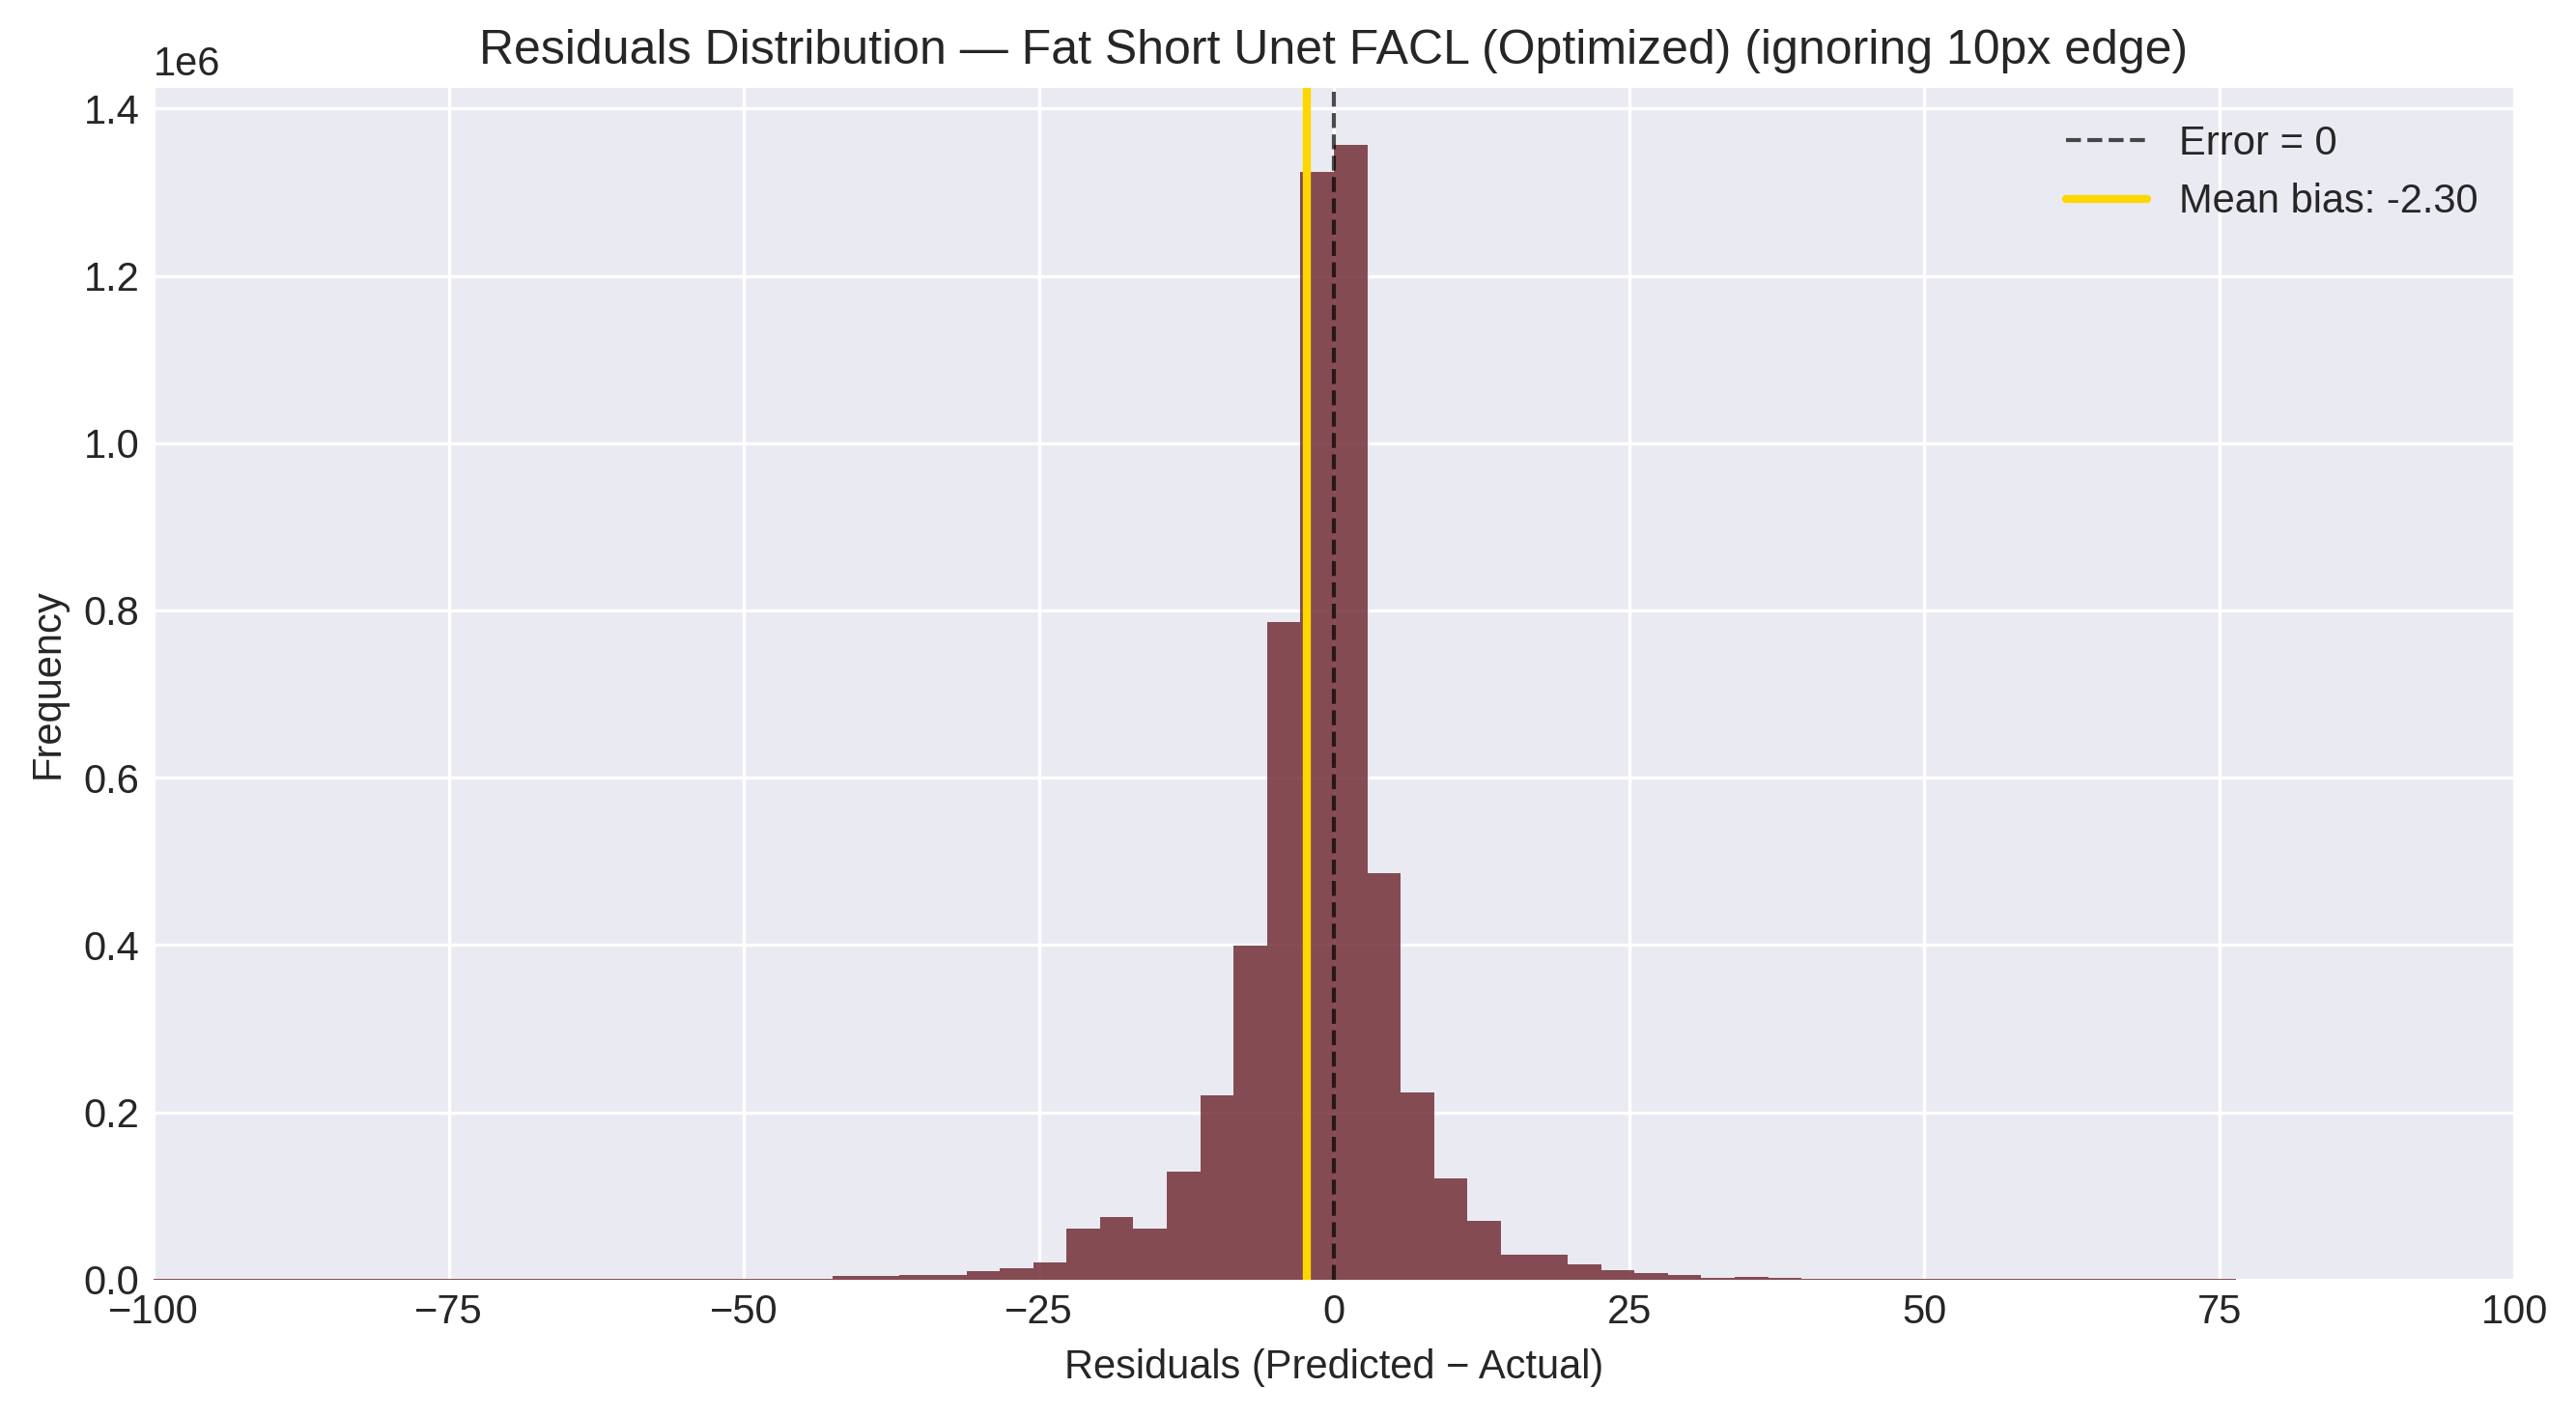 Residuals Distribution — Fat Short Unet FACL (Optimized) (ignoring 10px edge)
1e6
1.4
1.2
1.0
0.8
0.6
0.4
0.2
0.0
Frequency
Error = 0
Mean bias: -2.30
−100 −75 −50 −25 0 25 50 75 100
Residuals (Predicted − Actual)